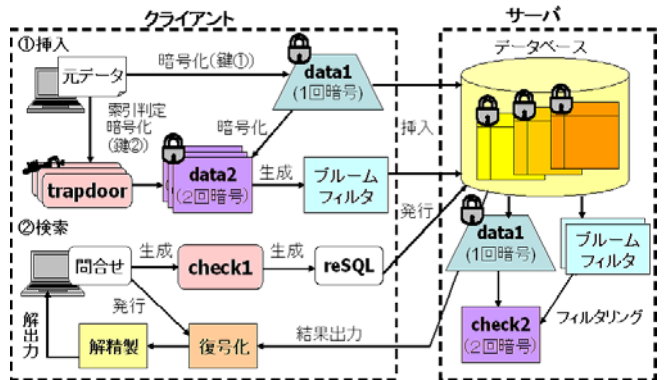 クライアント
サーバ
①挿入
元データ
暗号化(鍵①)
data1
(1回暗号)
データベース
索引判定
暗号化
(鍵②)
暗号化
挿入
trapdoor
data2
(2回暗号)
生成
ブルーム
フィルタ
②検索
発行
問合せ
生成
check1
生成
reSQL
data1
(1回暗号)
ブルーム
フィルタ
発行
解出力
解精製
復号化
結果出力
フィルタリング
check2
(2回暗号)